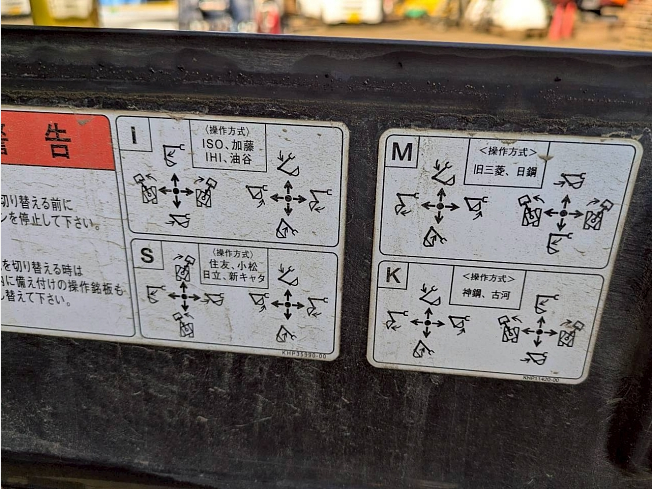 警告
切り替える前に
ンを停止して下さい。
を切り替える時は
内に備え付けの操作銘板も
替えて下さい。
I
〈操作方式〉
ISO、加藤
IHI、油谷
S
〈操作方式〉
住友、小松
日立、新キャタ
KHP15990-00
M
<操作方式>
旧三菱、日鋼
K
<操作方式>
神鋼、古河